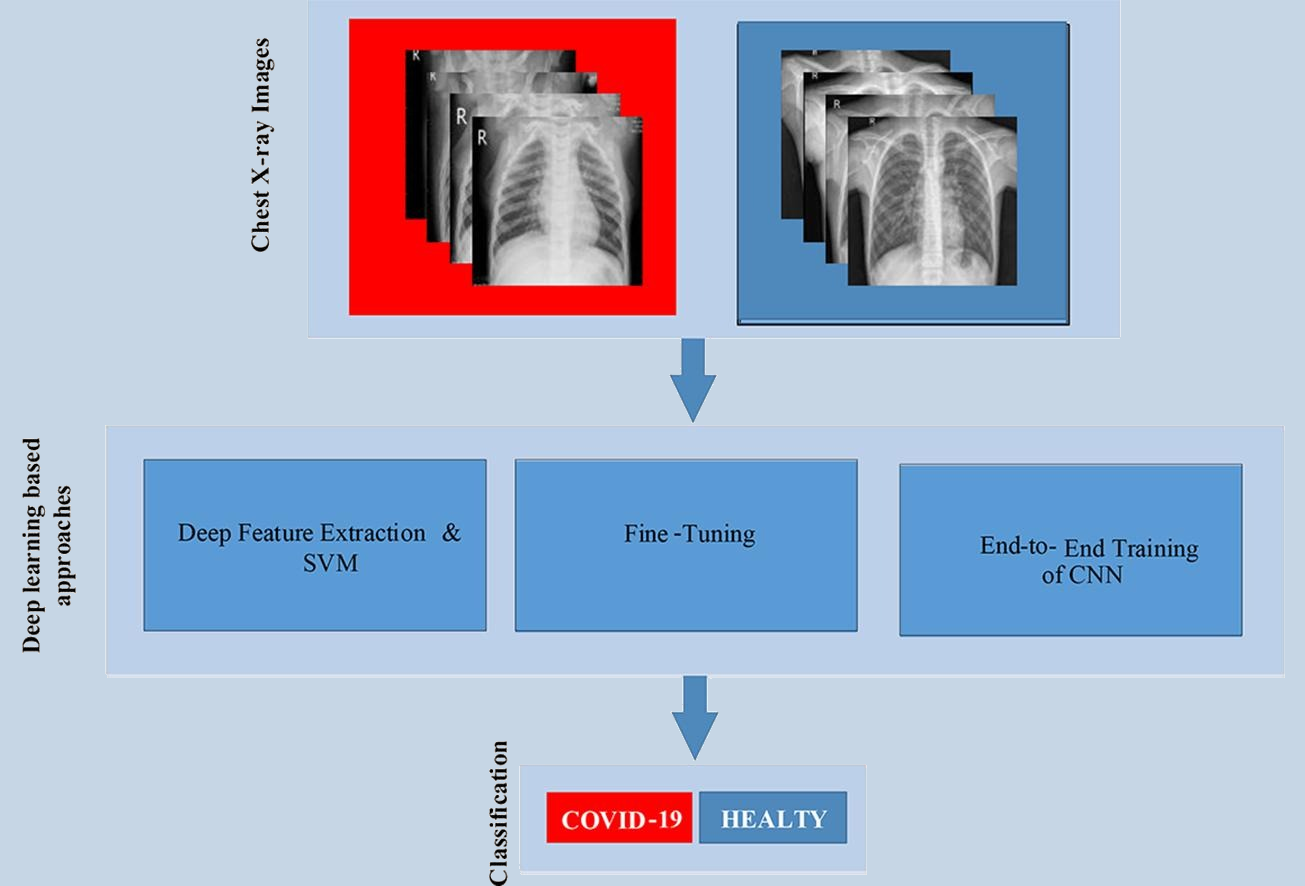 Chest X-ray Images
R
R
R
R
R
R
R
R
Deep learning based
approaches
Deep Feature Extraction &
SVM
Fine -Tuning
End-to- End Training
of CNN
Classification
COVID-19
HEALTY